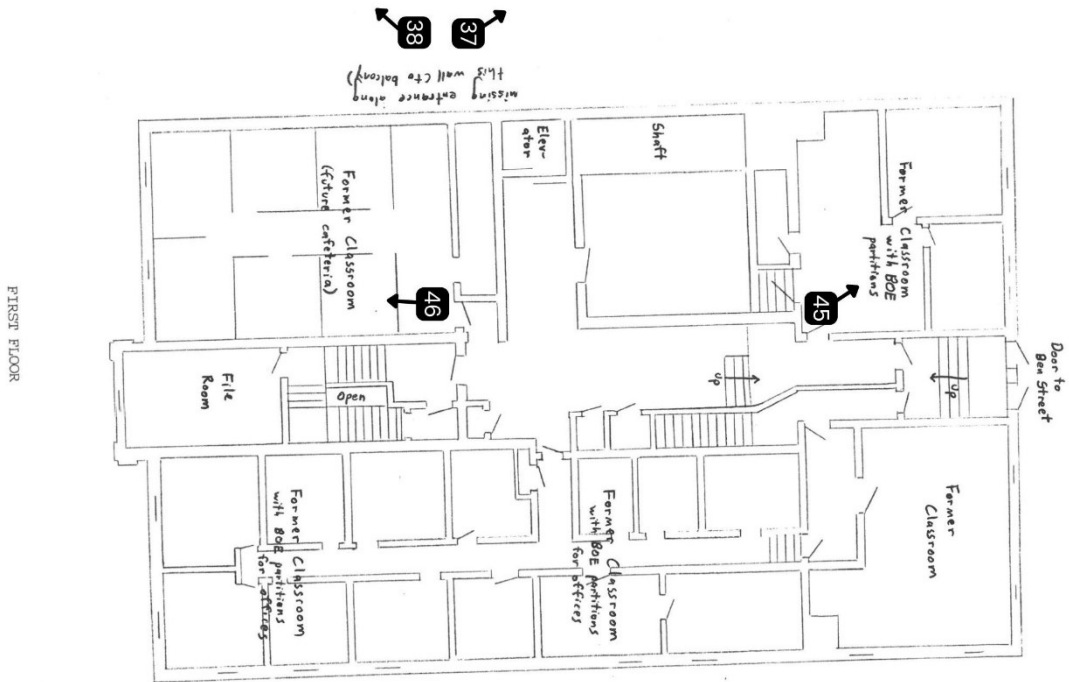 38
37
missing entrance along
this wall (to balcony)
Elev-
ator
Shaft
Former Classroom
(future cafeteria)
Former Classroom
with BOE
partitions
46
45
Door to
Ben Street
File
Room
Open
up
up
Former Classroom
with BOE partitions
for offices
Former Classroom
with BOE partitions
for offices
Former
Classroom
FIRST FLOOR